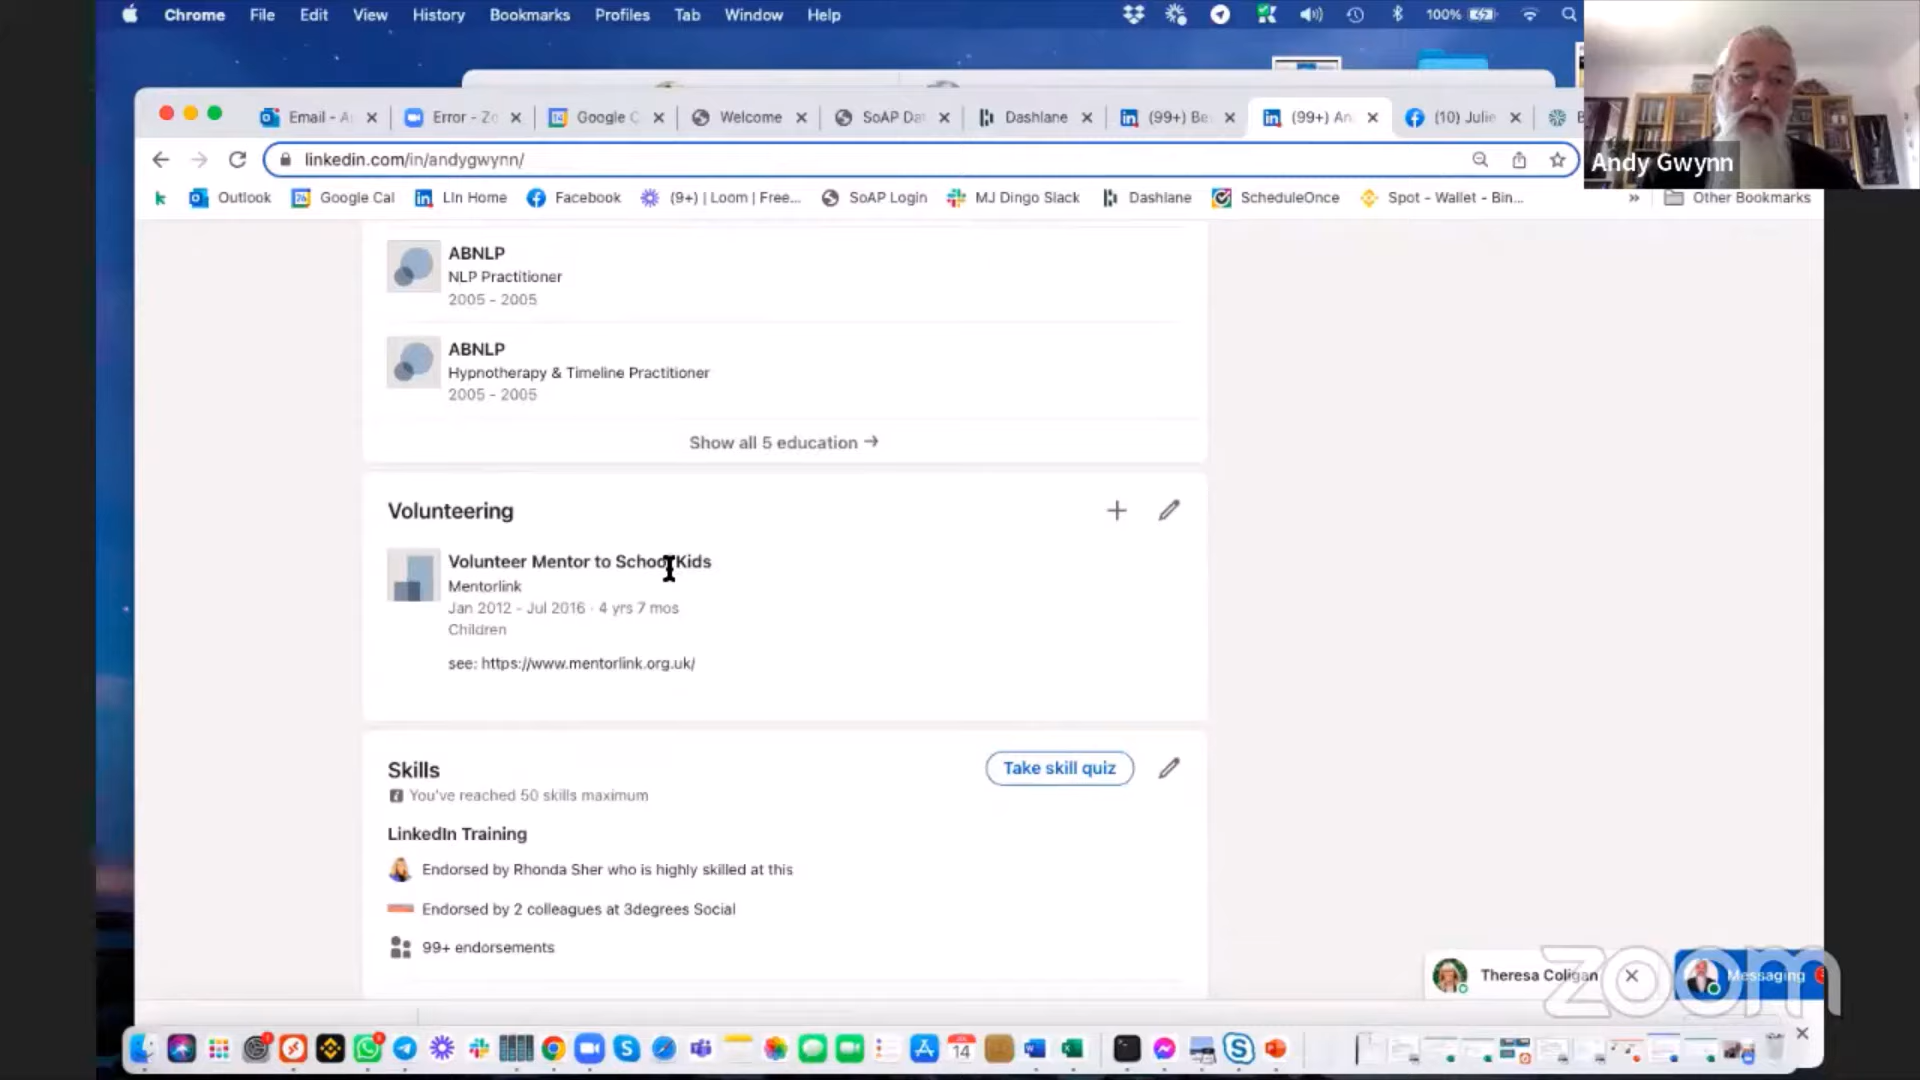 Chrome File Edit View History Bookmarks Profiles Tab Window Help 100%
Email - A Error - Zo Google C Welcome SoAP Da Dashlane (99+) Be (99+) An (10) Julie
linkedin.com/in/andygwynn/
Andy Gwynn
Outlook Google Cal LIn Home Facebook (9+) | Loom | Free... SoAP Login MJ Dingo Slack Dashlane ScheduleOnce Spot - Wallet - Bin... » Other Bookmarks
ABNLP
NLP Practitioner
2005 - 2005
ABNLP
Hypnotherapy & Timeline Practitioner
2005 - 2005
Show all 5 education →
Volunteering
Volunteer Mentor to School Kids
Mentorlink
Jan 2012 - Jul 2016 · 4 yrs 7 mos
Children
see: https://www.mentorlink.org.uk/
Skills
Take skill quiz
You've reached 50 skills maximum
LinkedIn Training
Endorsed by Rhonda Sher who is highly skilled at this
Endorsed by 2 colleagues at 3degrees Social
99+ endorsements
Theresa Coligan
Messaging
zoom
14